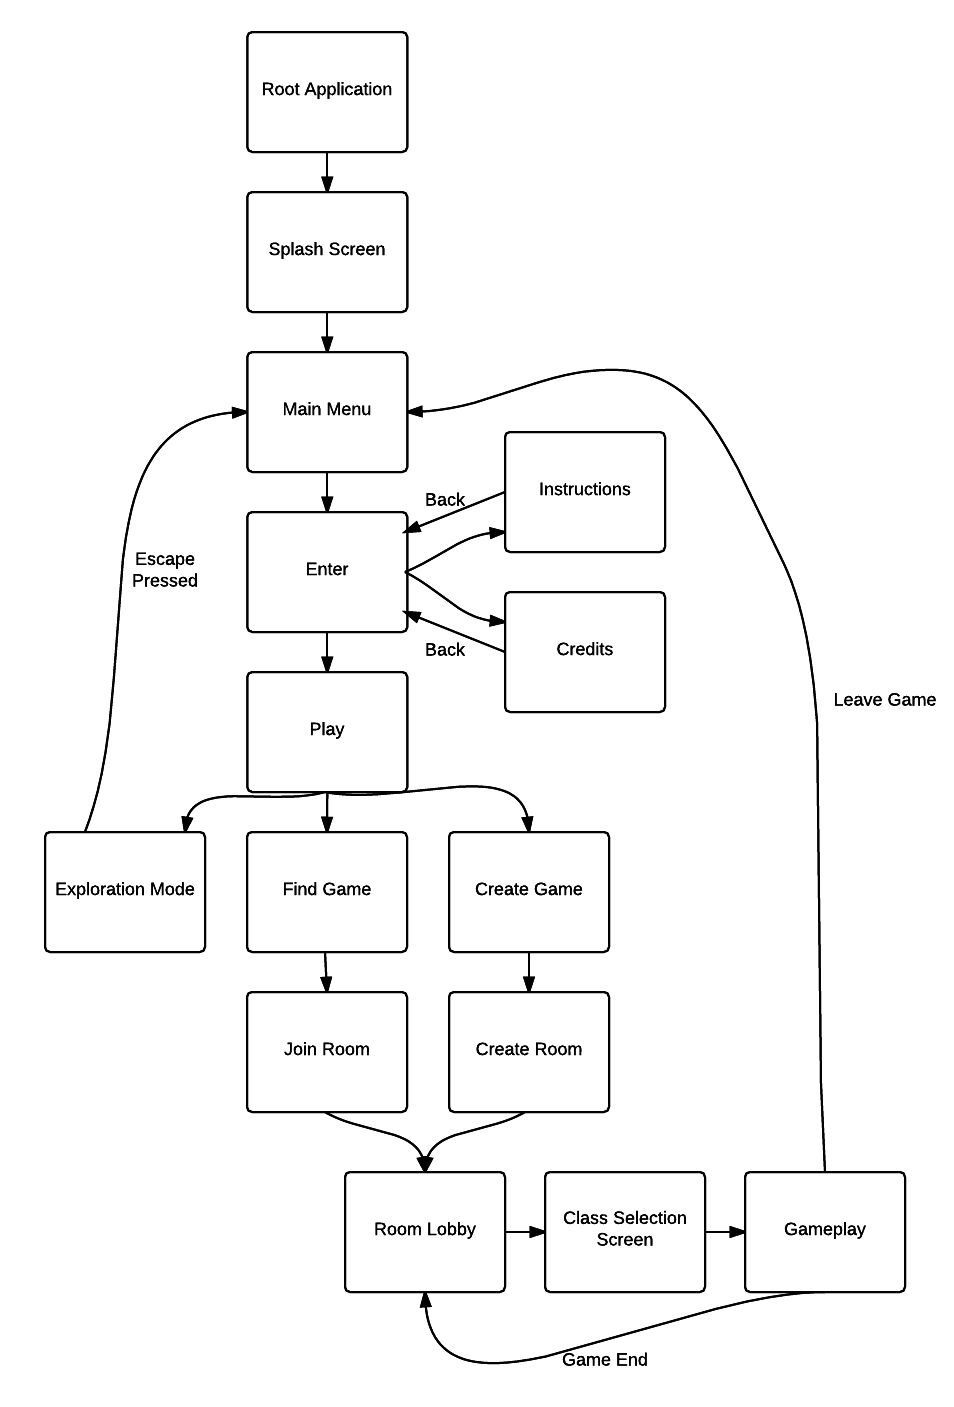 Root Application
Splash Screen
Main Menu
Instructions
Back
Enter
Escape
Pressed
Back
Credits
Leave Game
Play
Exploration Mode
Find Game
Create Game
Join Room
Create Room
Room Lobby
Class Selection
Screen
Gameplay
Game End